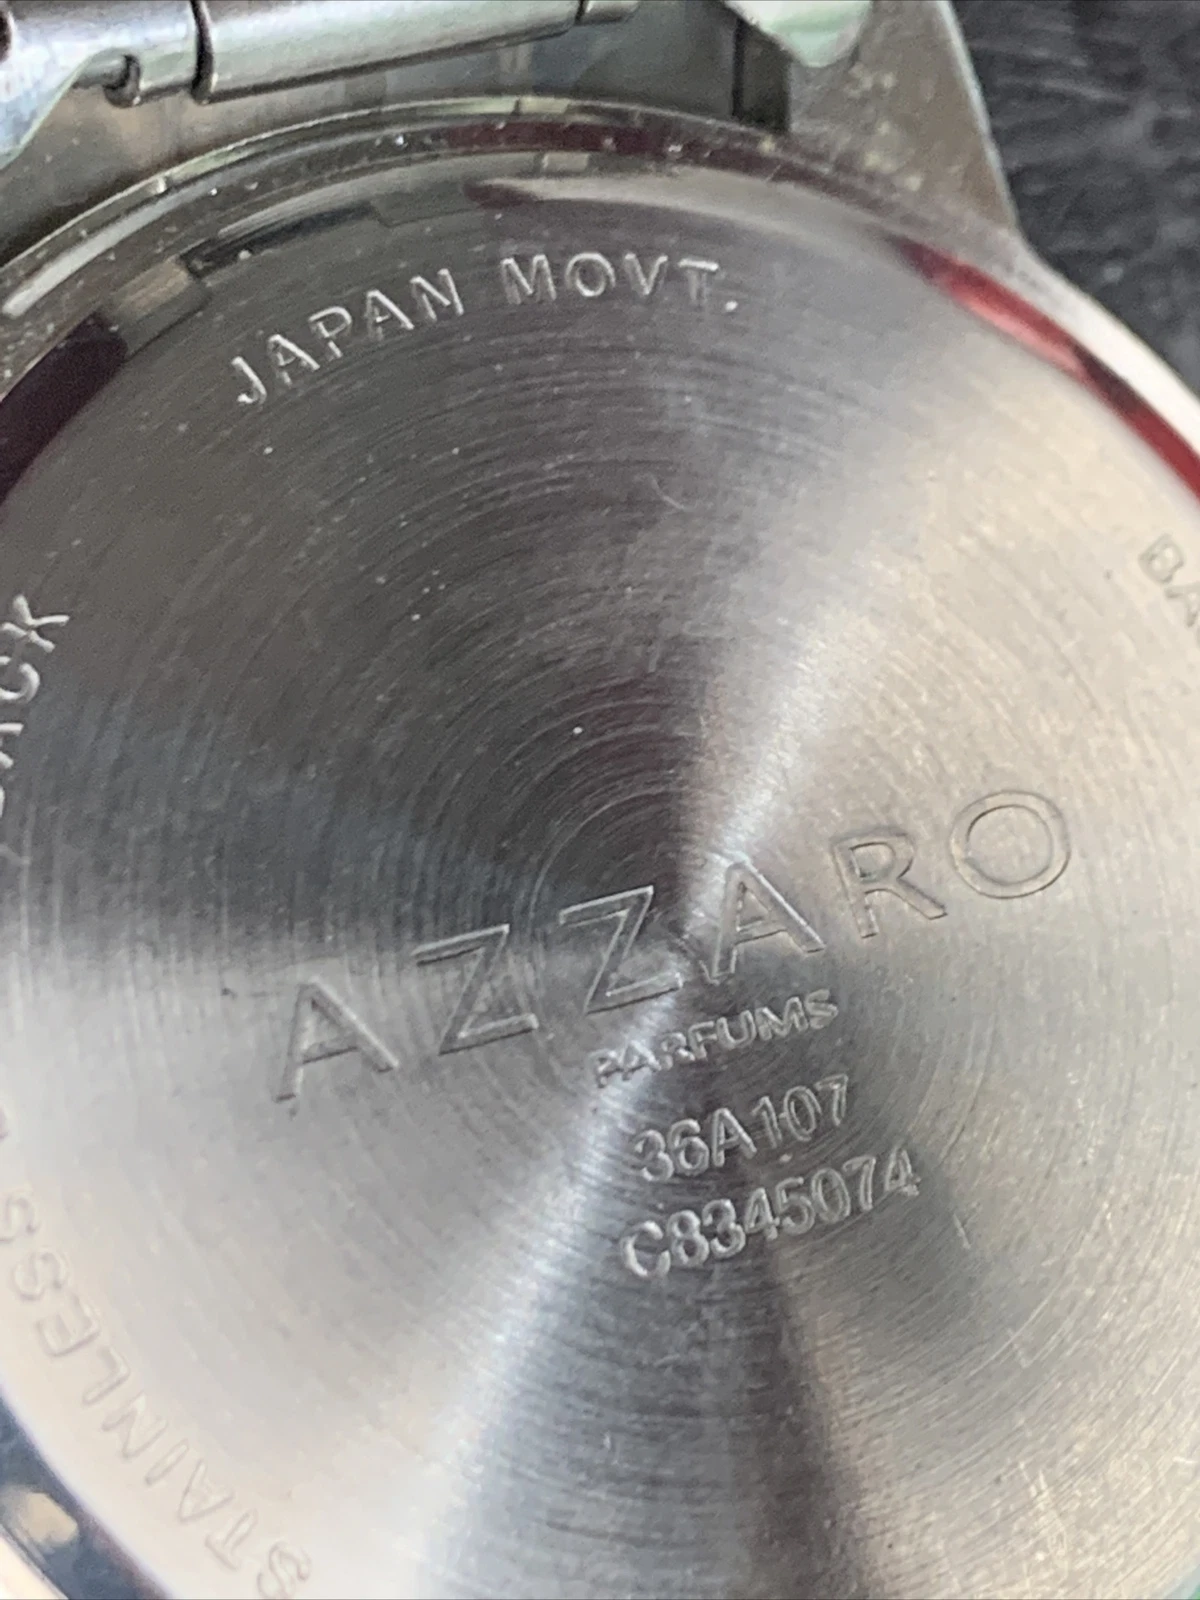 JAPAN MOVT.
AZZARO
PARFUMS
36A107
C8345074
STAINLESS